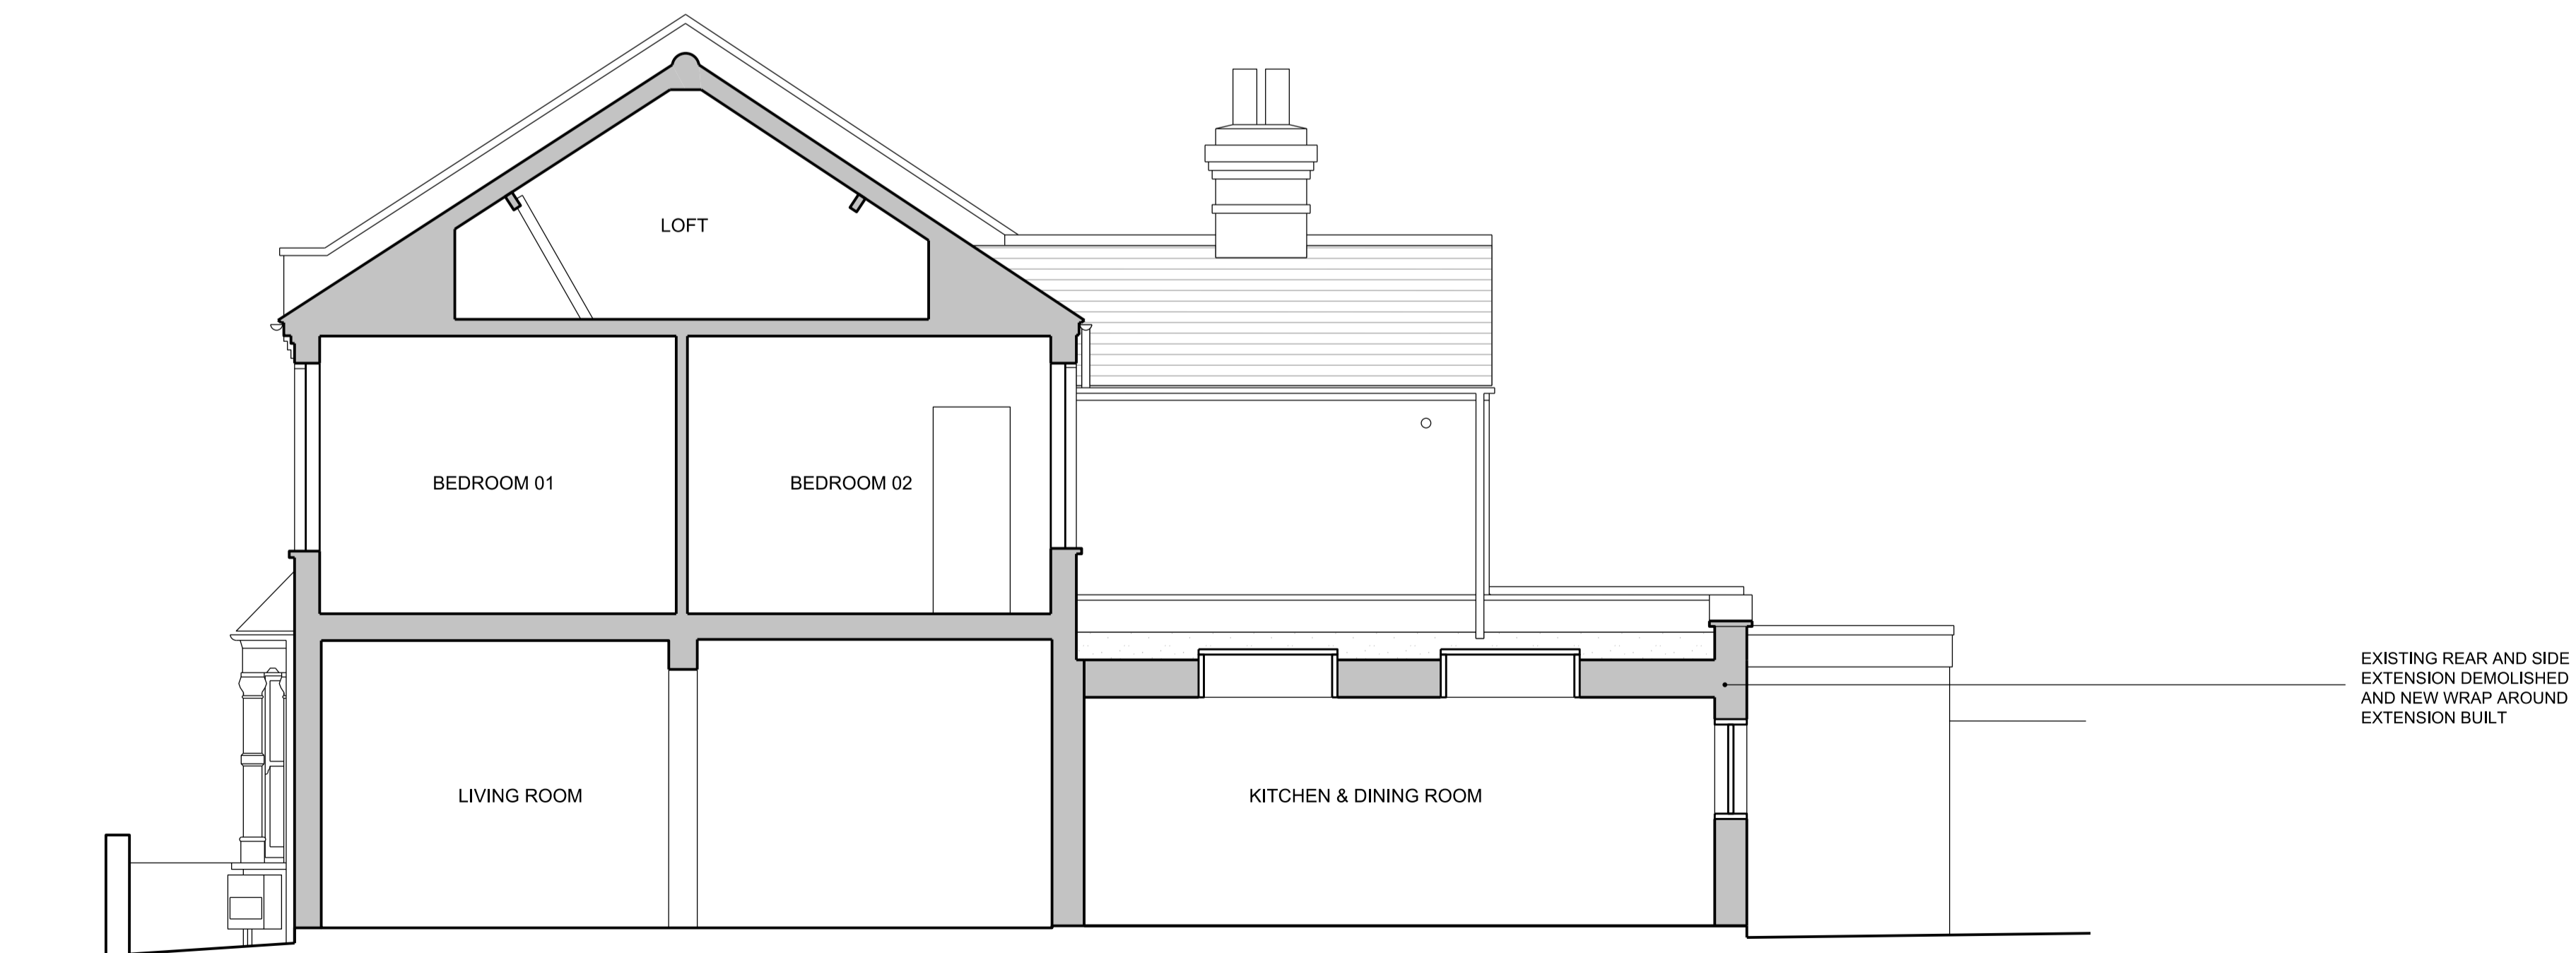 LOFT
BEDROOM 01
BEDROOM 02
EXISTING REAR AND SIDE
EXTENSION DEMOLISHED
AND NEW WRAP AROUND
EXTENSION BUILT
LIVING ROOM
KITCHEN & DINING ROOM